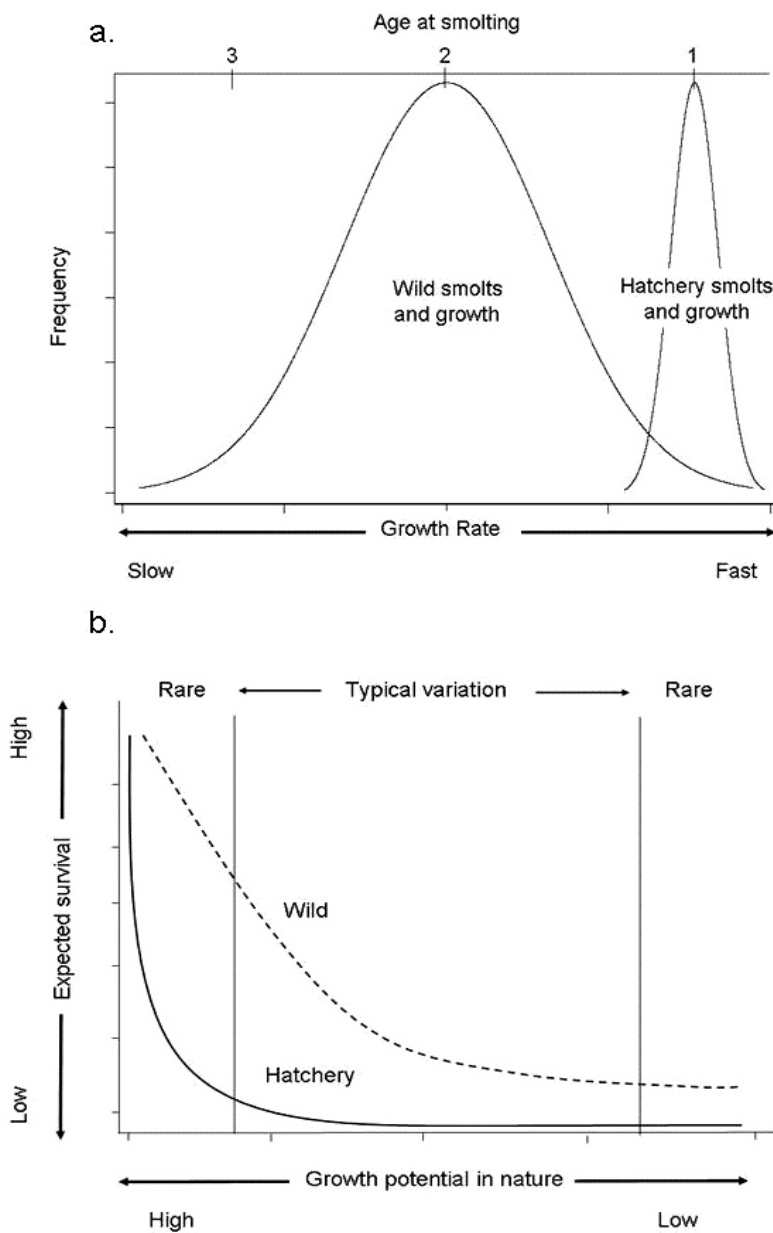 a.
Age at smolting
3 2 1
Frequency
Wild smolts
and growth
Hatchery smolts
and growth
Growth Rate
Slow Fast
b.
Rare Typical variation Rare
High
Expected survival
Low
Wild
Hatchery
Growth potential in nature
High Low